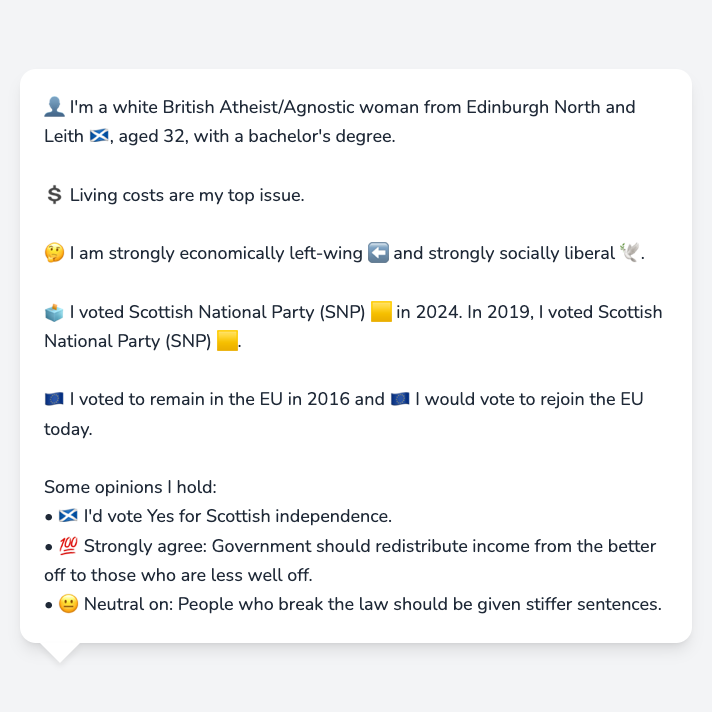 👤 I'm a white British Atheist/Agnostic woman from Edinburgh North and
Leith 🏴󠁧󠁢󠁳󠁣󠁴󠁿, aged 32, with a bachelor's degree.
💲 Living costs are my top issue.
🤔 I am strongly economically left-wing ⬅️ and strongly socially liberal 🕊️.
🗳️ I voted Scottish National Party (SNP) 🟨 in 2024. In 2019, I voted Scottish
National Party (SNP) 🟨.
🇪🇺 I voted to remain in the EU in 2016 and 🇪🇺 I would vote to rejoin the EU
today.
Some opinions I hold:
• 🏴󠁧󠁢󠁳󠁣󠁴󠁿 I'd vote Yes for Scottish independence.
• 💯 Strongly agree: Government should redistribute income from the better
off to those who are less well off.
• 😐 Neutral on: People who break the law should be given stiffer sentences.